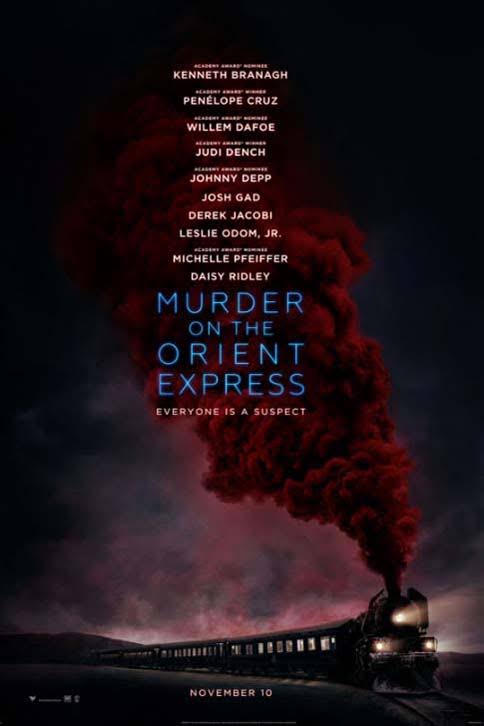 ACADEMY AWARD® NOMINEE
KENNETH BRANAGH
ACADEMY AWARD® WINNER
PENÉLOPE CRUZ
ACADEMY AWARD® NOMINEE
WILLEM DAFOE
ACADEMY AWARD® WINNER
JUDI DENCH
ACADEMY AWARD® NOMINEE
JOHNNY DEPP
JOSH GAD
DEREK JACOBI
LESLIE ODOM, JR.
ACADEMY AWARD® NOMINEE
MICHELLE PFEIFFER
DAISY RIDLEY
MURDER
ON THE
ORIENT
EXPRESS
EVERYONE IS A SUSPECT
NOVEMBER 10